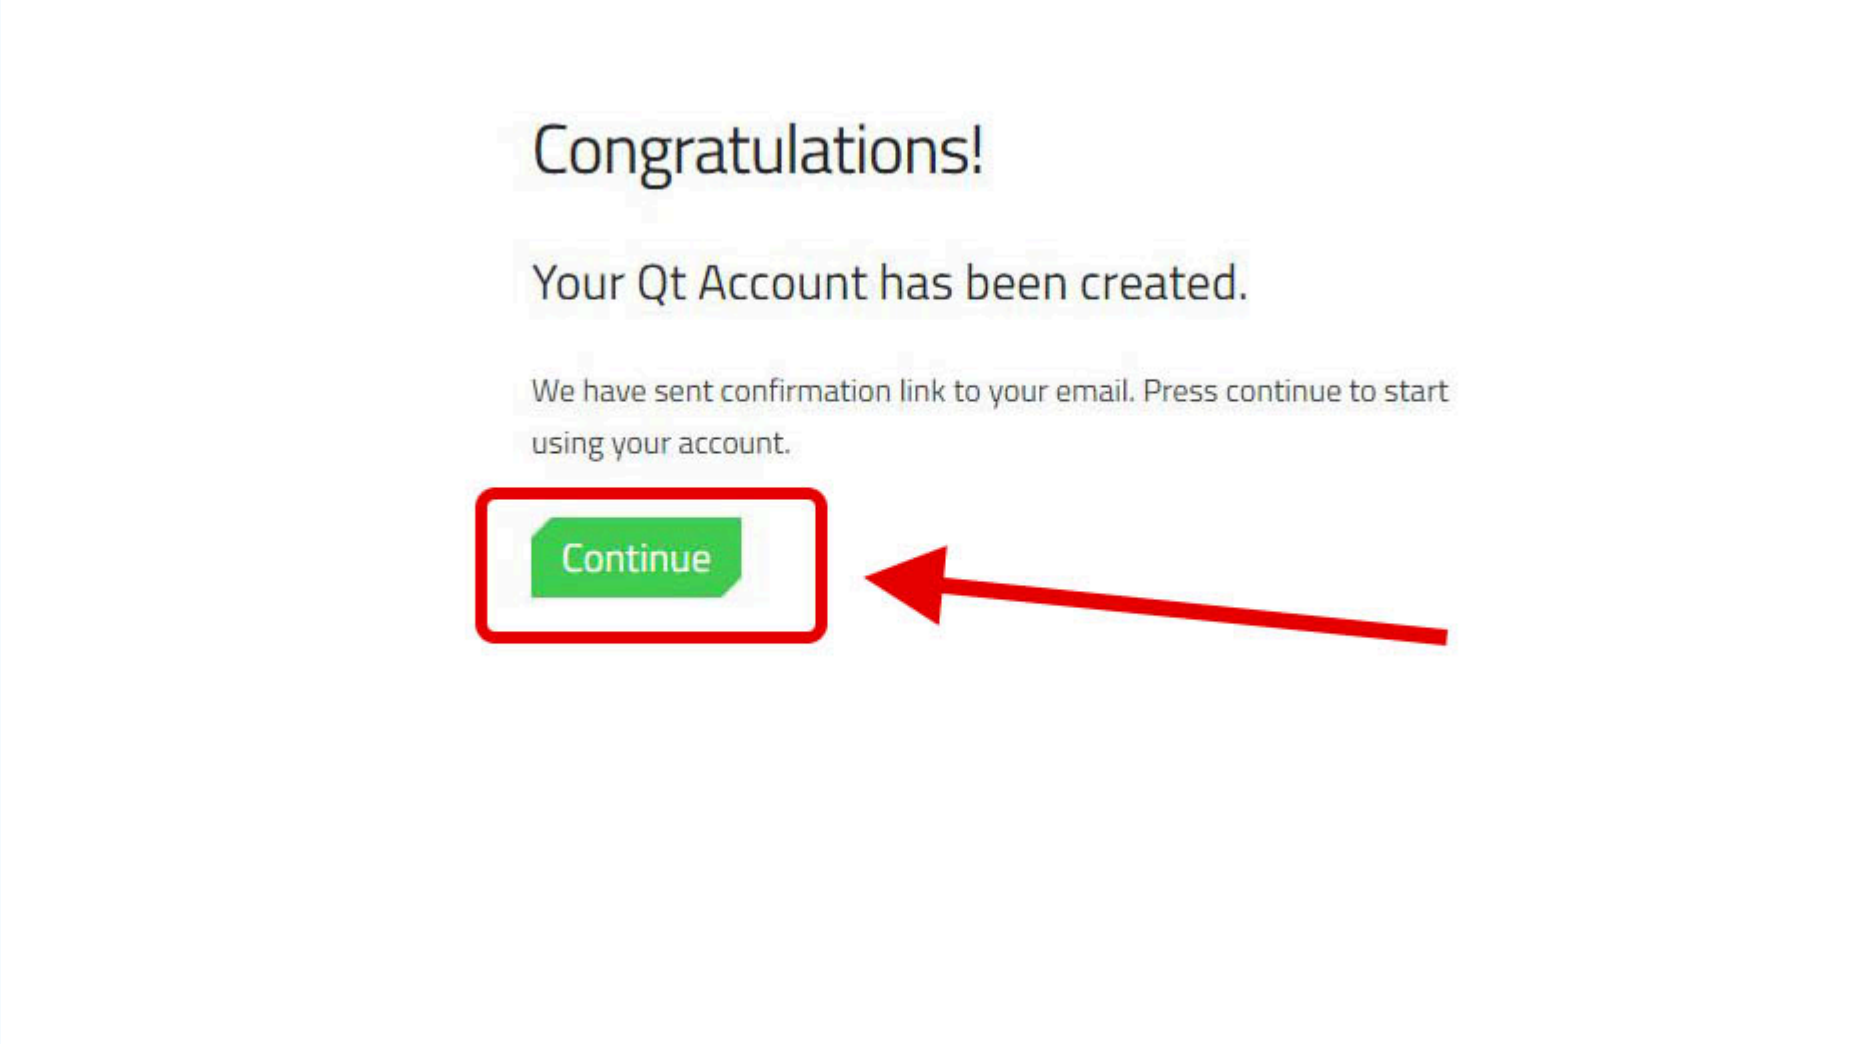 Congratulations!
Your Qt Account has been created.
We have sent confirmation link to your email. Press continue to start
using your account.
Continue